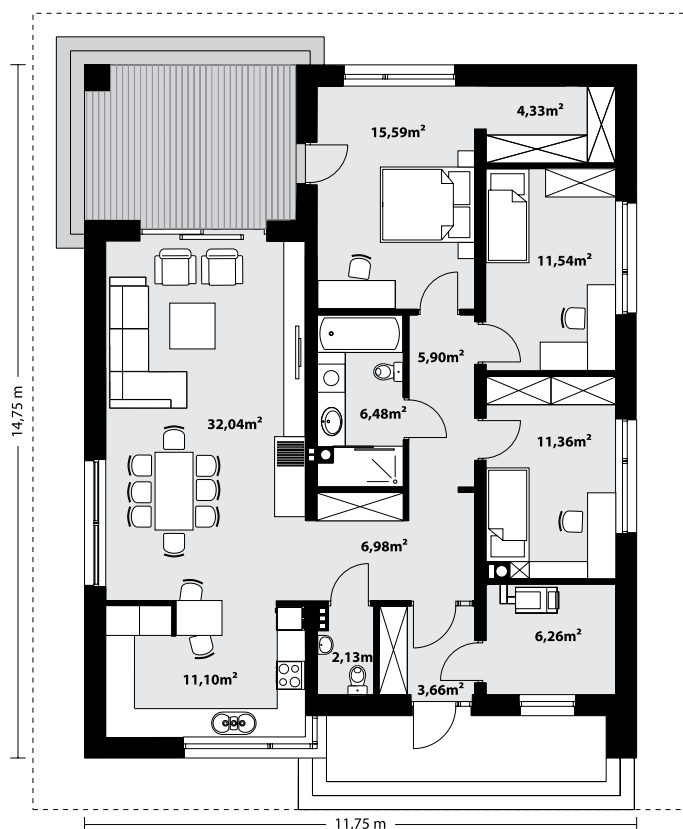 4,33m²
15,59m²
11,54m²
5,90m²
6,48m²
32,04m²
11,36m²
14,75 m
6,98m²
6,26m²
2,13m
11,10m²
3,66m²
11,75 m